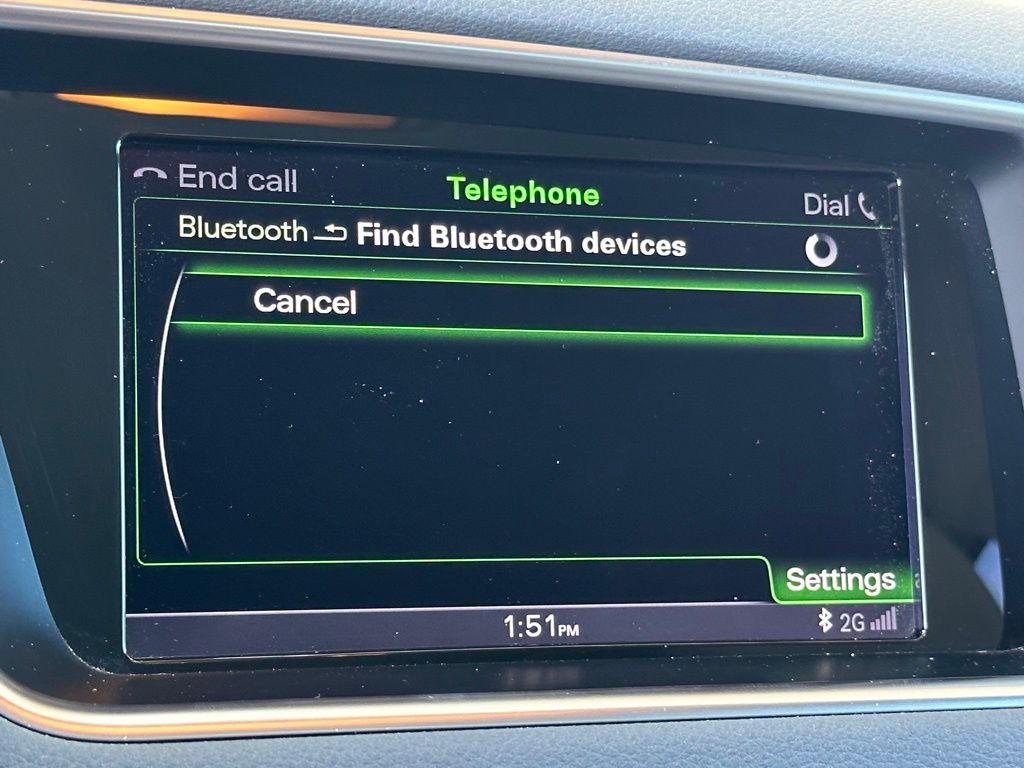 End call
Telephone
Dial
Bluetooth Find Bluetooth devices
Cancel
Settings
1:51PM
2G